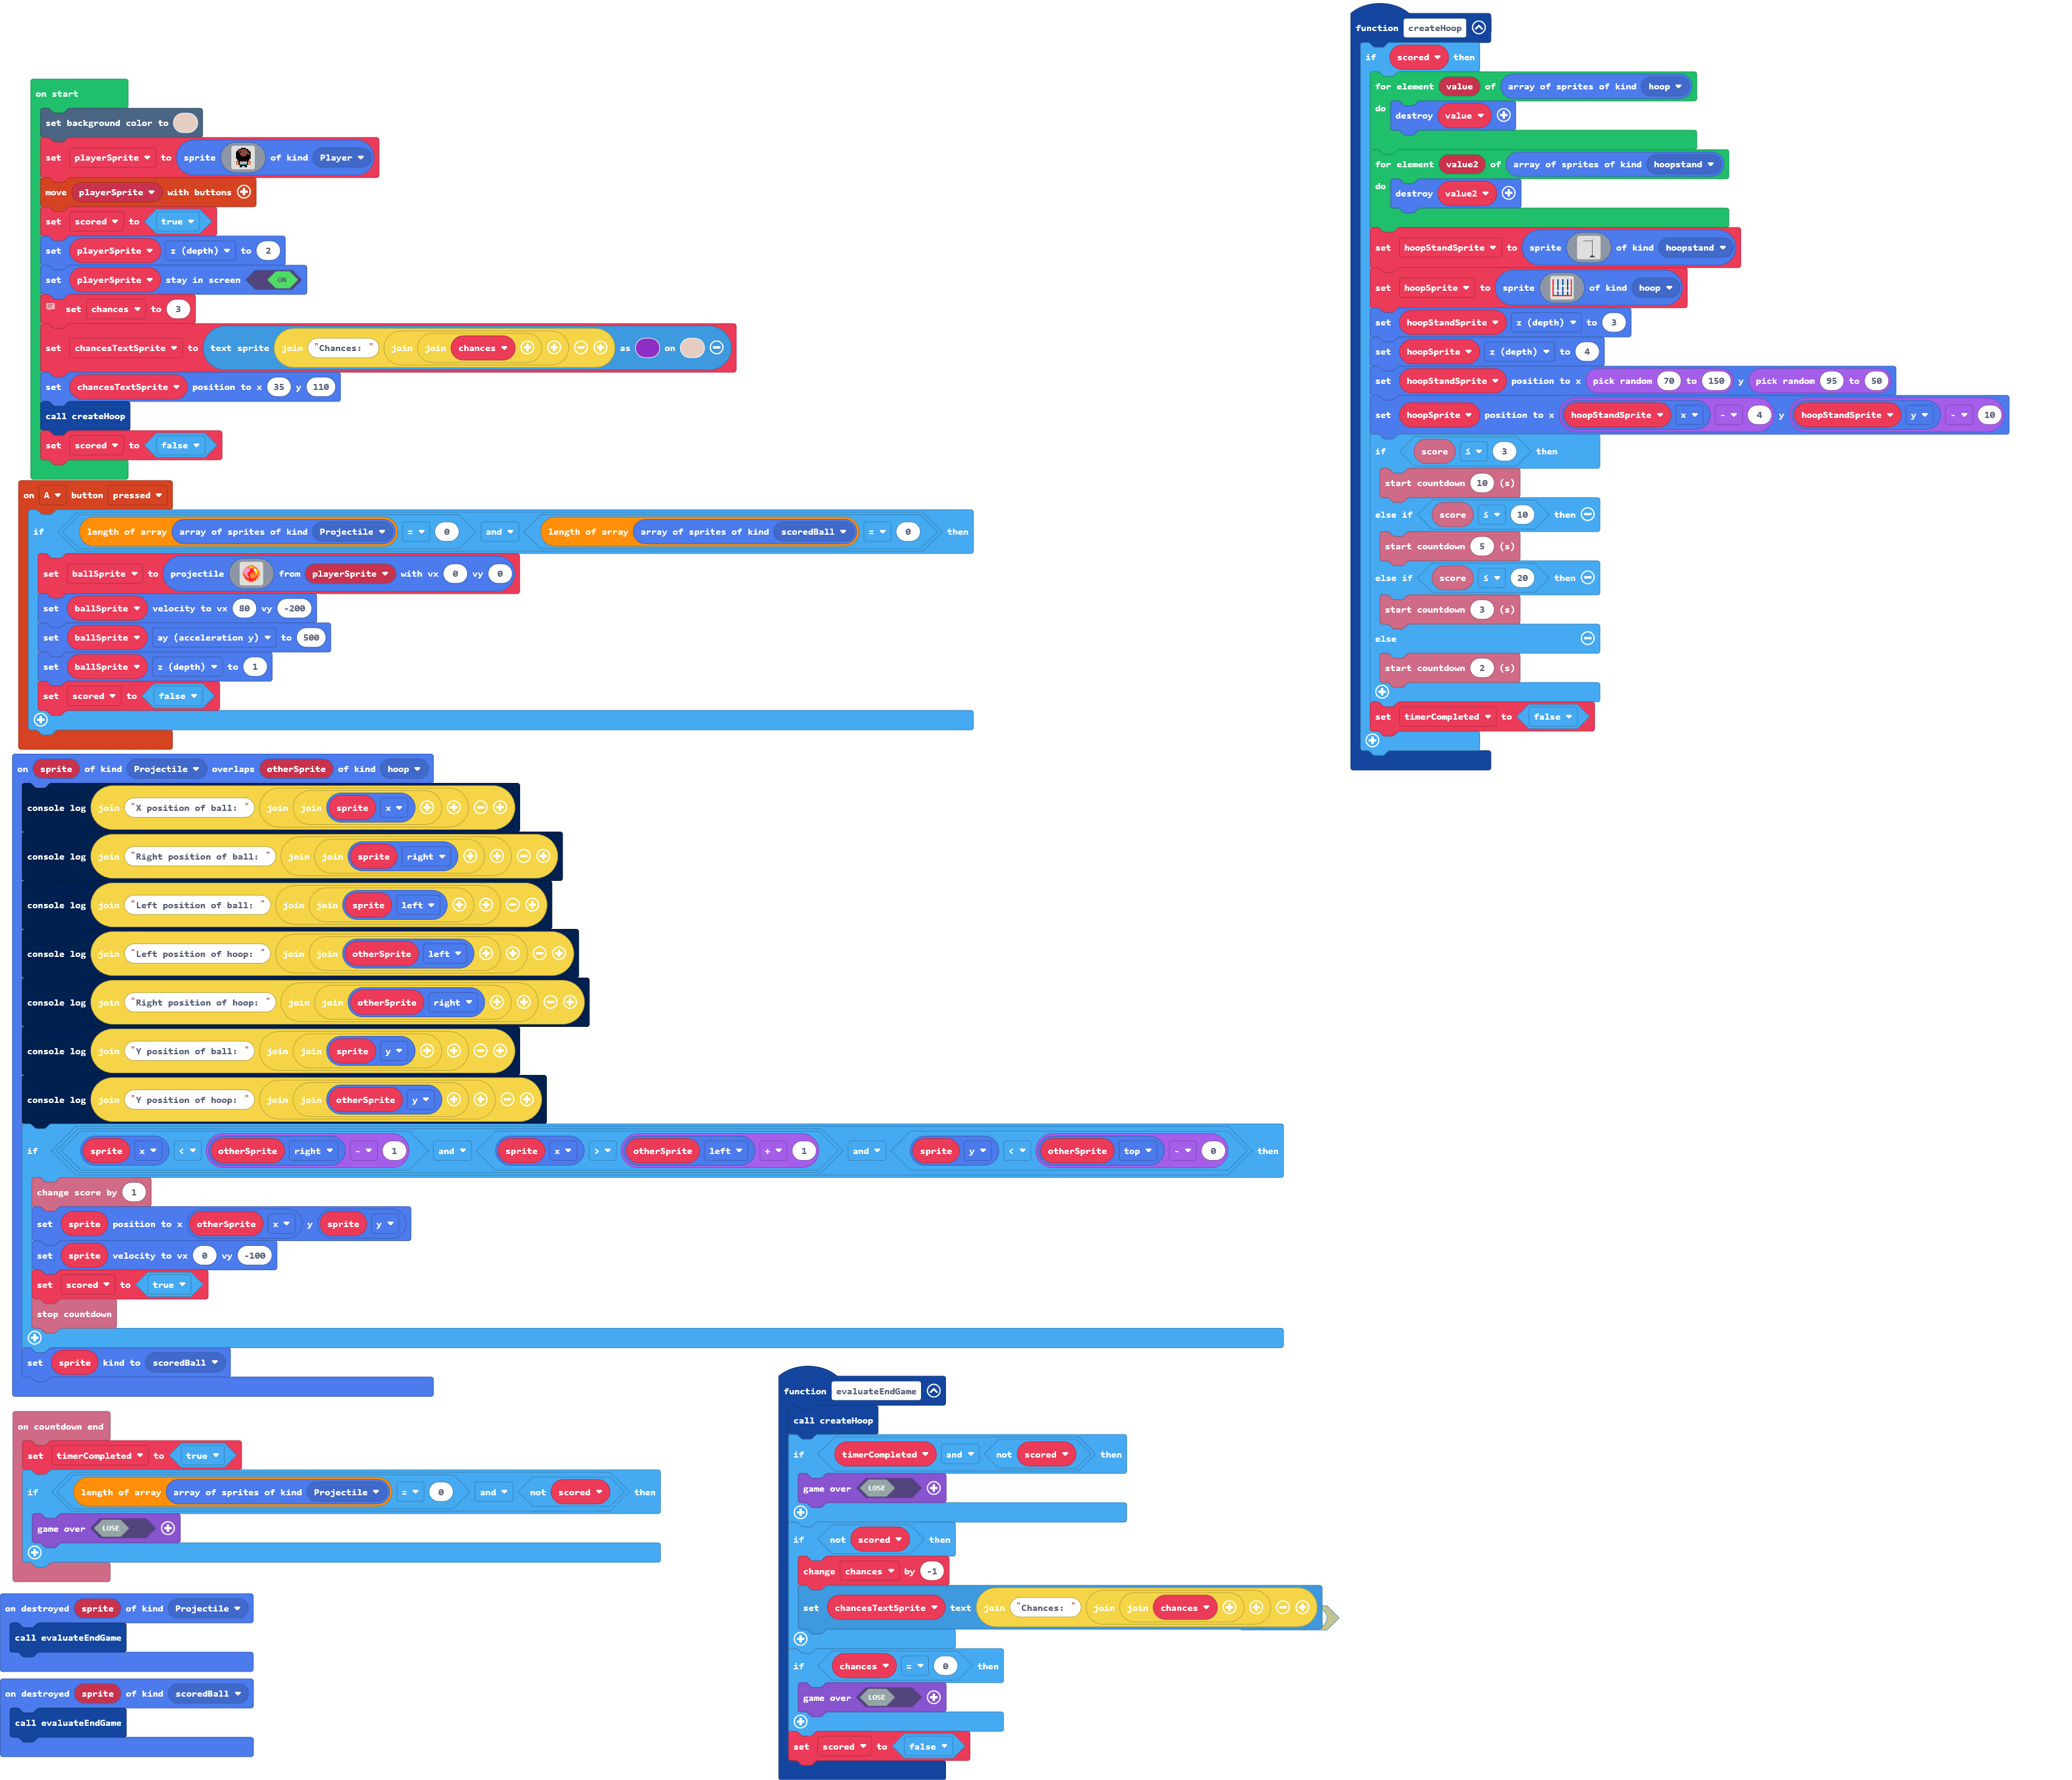 on start
set background color to
set playerSprite to sprite of kind Player
move playerSprite with buttons
set scored to true
set playerSprite z (depth) to 2
set playerSprite stay in screen ON
set chances to 3
set chancesTextSprite to text sprite join "Chances: " join join chances as on
set chancesTextSprite position to x 35 y 110
call createHoop
set scored to false
on A button pressed
if length of array array of sprites of kind Projectile = 0 and length of array array of sprites of kind scoredBall = 0 then
set ballSprite to projectile from playerSprite with vx 0 vy 0
set ballSprite velocity to vx 80 vy -200
set ballSprite ay (acceleration y) to 500
set ballSprite z (depth) to 1
set scored to false
on sprite of kind Projectile overlaps otherSprite of kind hoop
console log join "X position of ball: " join join sprite x
console log join "Right position of ball: " join join sprite right
console log join "Left position of ball: " join join sprite left
console log join "Left position of hoop: " join join otherSprite left
console log join "Right position of hoop: " join join otherSprite right
console log join "Y position of ball: " join join sprite y
console log join "Y position of hoop: " join join otherSprite y
if sprite x < otherSprite right - 1 and sprite x > otherSprite left + 1 and sprite y < otherSprite top - 0 then
change score by 1
set sprite position to x otherSprite x y sprite y
set sprite velocity to vx 0 vy -100
set scored to true
stop countdown
set sprite kind to scoredBall
on countdown end
set timerCompleted to true
if length of array array of sprites of kind Projectile = 0 and not scored then
game over LOSE
on destroyed sprite of kind Projectile
call evaluateEndGame
on destroyed sprite of kind scoredBall
call evaluateEndGame
function evaluateEndGame
call createHoop
if timerCompleted and not scored then
game over LOSE
if not scored then
change chances by -1
set chancesTextSprite text join "Chances: " join join chances
if chances = 0 then
game over LOSE
set scored to false
function createHoop
if scored then
for element value of array of sprites of kind hoop
do destroy value
for element value2 of array of sprites of kind hoopstand
do destroy value2
set hoopStandSprite to sprite of kind hoopstand
set hoopSprite to sprite of kind hoop
set hoopStandSprite z (depth) to 3
set hoopSprite z (depth) to 4
set hoopStandSprite position to x pick random 70 to 150 y pick random 95 to 50
set hoopSprite position to x hoopStandSprite x - 4 y hoopStandSprite y - 10
if score ≤ 3 then
start countdown 10 (s)
else if score ≤ 10 then
start countdown 5 (s)
else if score ≤ 20 then
start countdown 3 (s)
else
start countdown 2 (s)
set timerCompleted to false